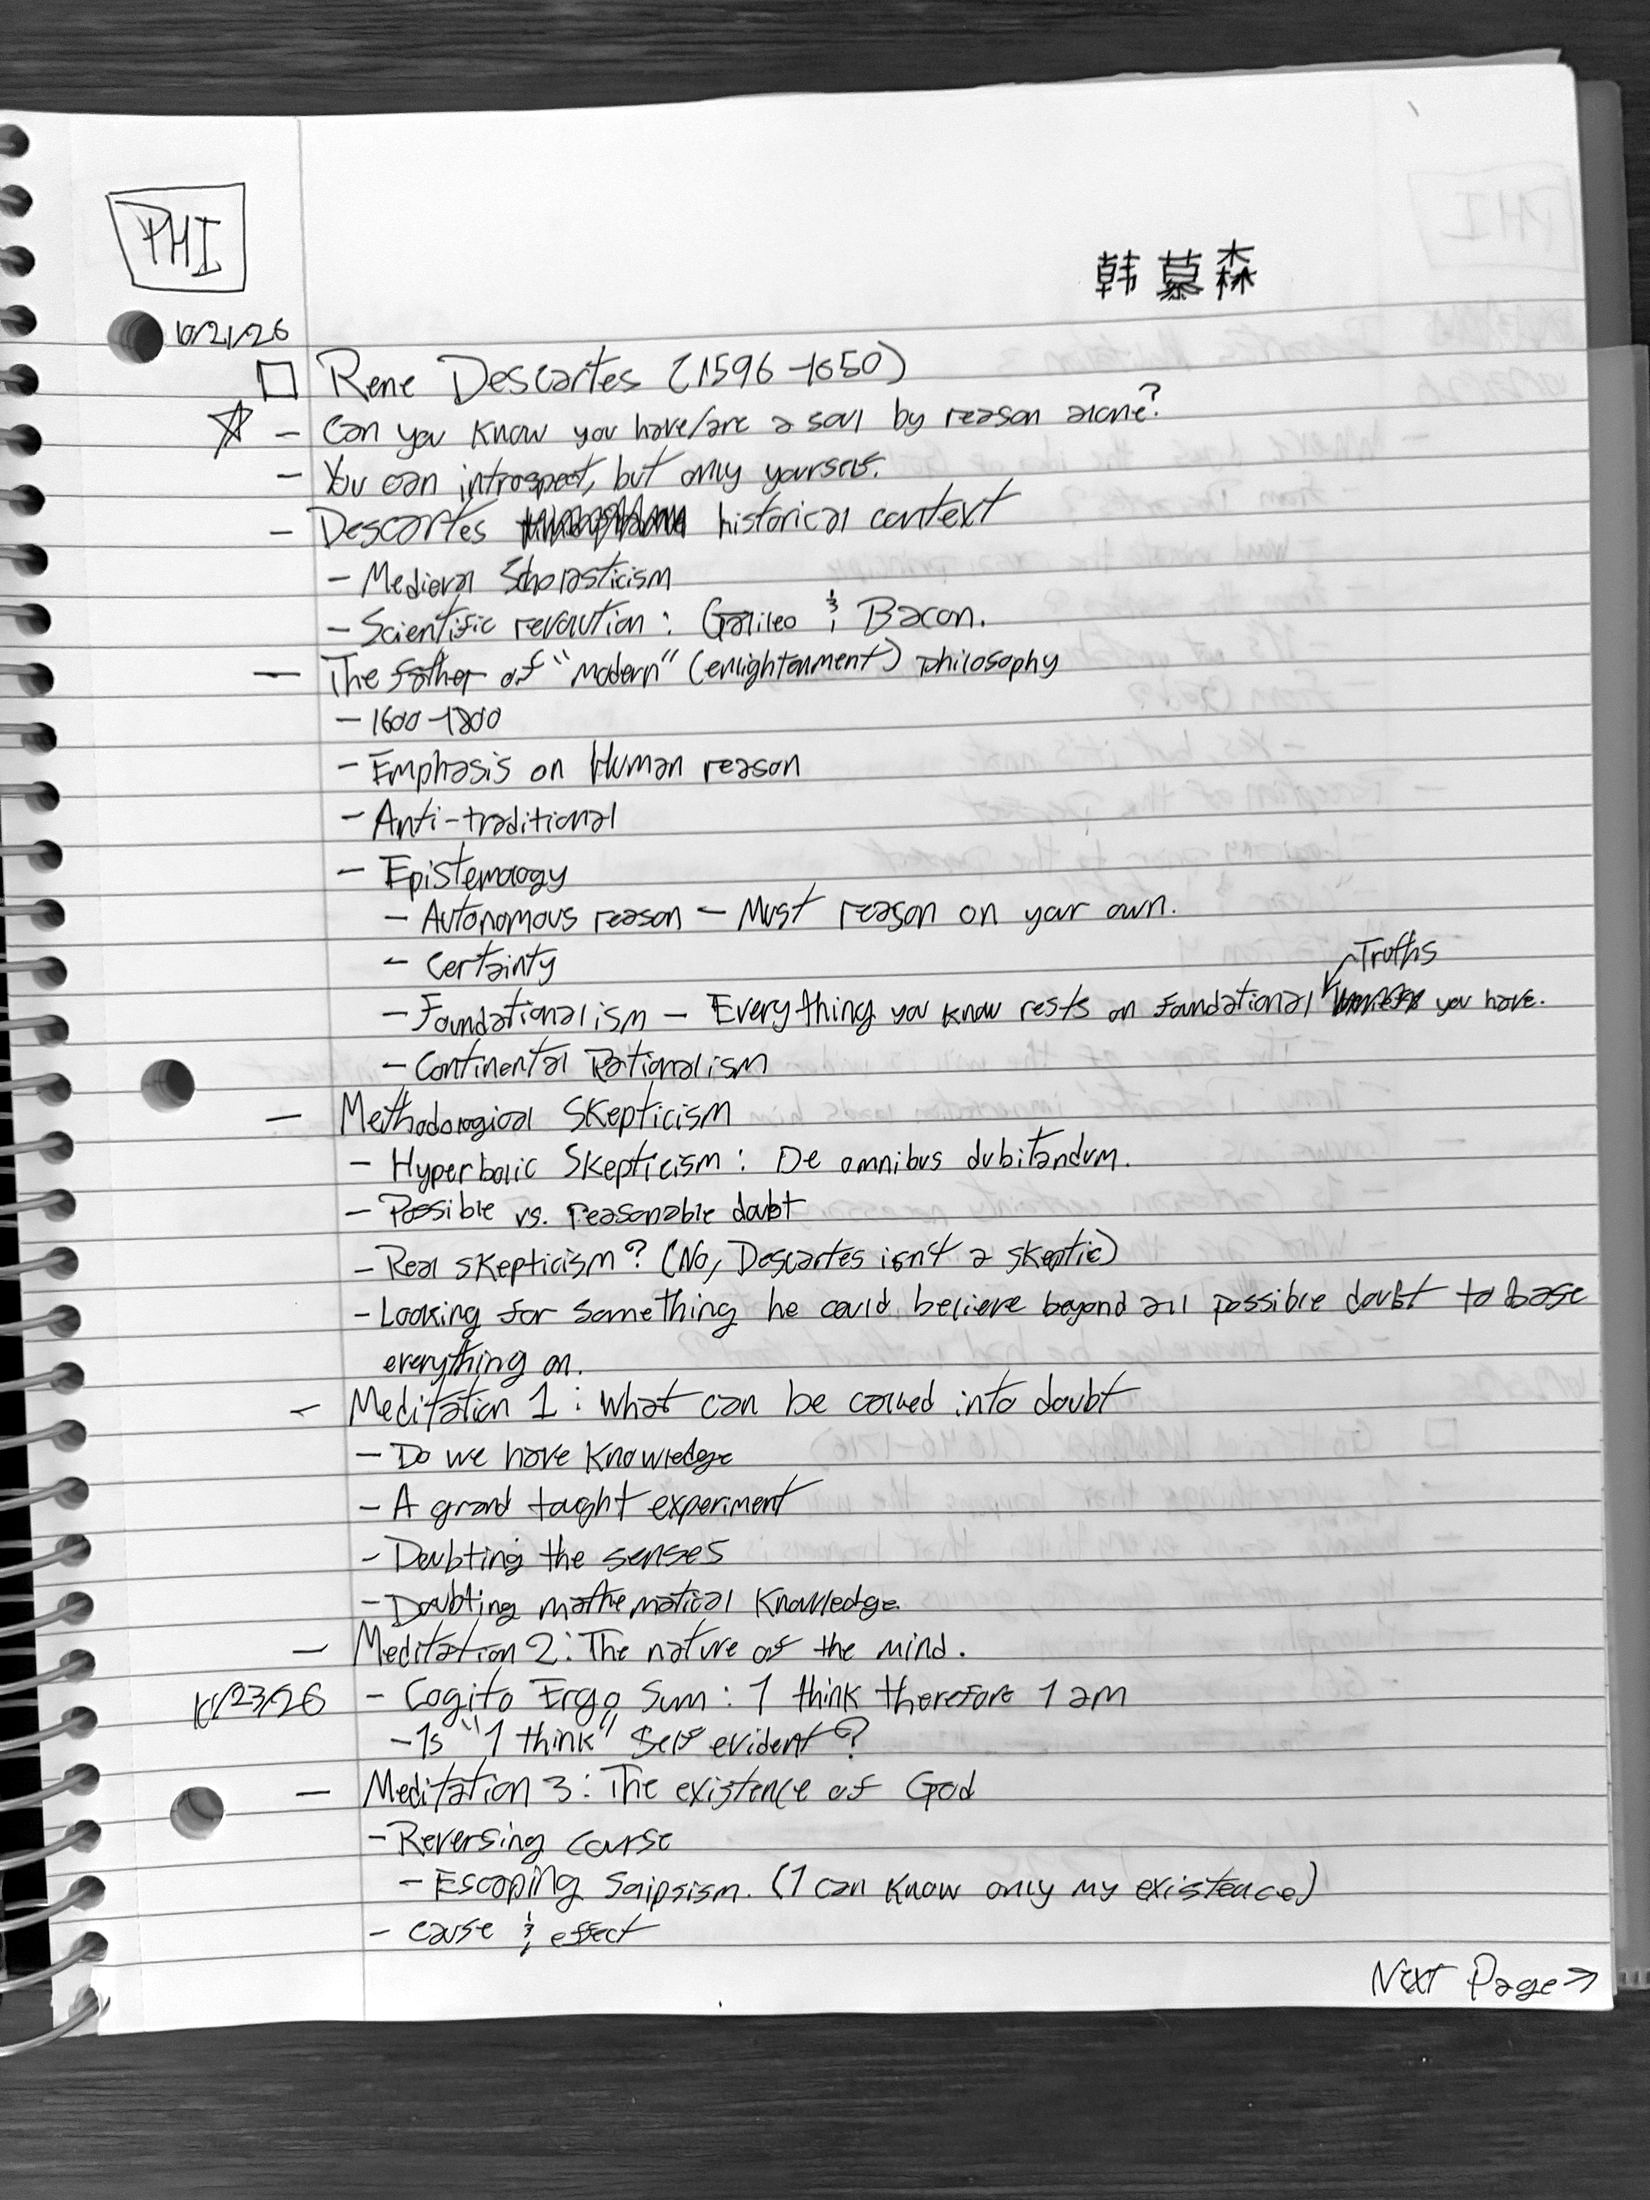 PHI
韩慕森
10/21/26
Rene Descartes (1596-1650)
- Can you know you have/are a soul by reason alone?
- You can introspect, but only yourself.
- Descartes historical context
- Medieval Scholasticism
- Scientific revolution: Galileo & Bacon.
- The father of "modern" (enlightenment) philosophy
- 1600-1800
- Emphasis on Human reason
- Anti-traditional
- Epistemology
- Autonomous reason - Must reason on your own.
- Certainty
Truths
- Foundationalism - Everything you know rests on foundational you have.
- Continental Rationalism
- Methodological Skepticism
- Hyperbolic Skepticism: De omnibus dubitandum.
- Possible vs. reasonable doubt
- Real skepticism? (No, Descartes isn't a skeptic)
- Looking for something he could believe beyond all possible doubt to base
everything on.
- Meditation 1: What can be called into doubt
- Do we have knowledge
- A grand tought experiment
- Doubting the senses
- Doubting mathematical knowledge
- Meditation 2: The nature of the mind.
10/23/26 - Cogito Ergo Sum: I think therefore I am
- Is "I think" self evident?
- Meditation 3: The existence of God
- Reversing course
- Escaping Solipsism. (I can know only my existence)
- cause & effect
Next Page →